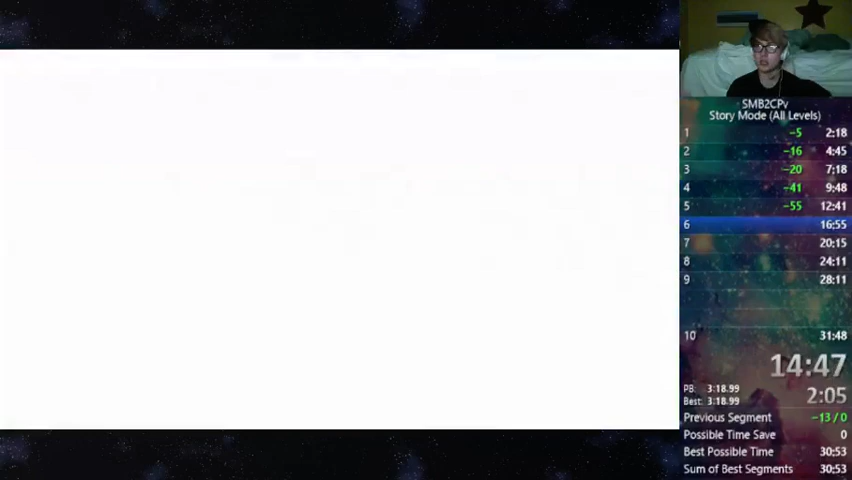 SMB2CPv
Story Mode (All Levels)
1 -5 2:18
2 -16 4:45
3 -20 7:18
4 -41 9:48
5 -55 12:41
6 16:55
7 20:15
8 24:11
9 28:11
10 31:48
14:47
PB: 3:18.99
Best: 3:18.99
2:05
Previous Segment -13 / 0
Possible Time Save 0
Best Possible Time 30:53
Sum of Best Segments 30:53